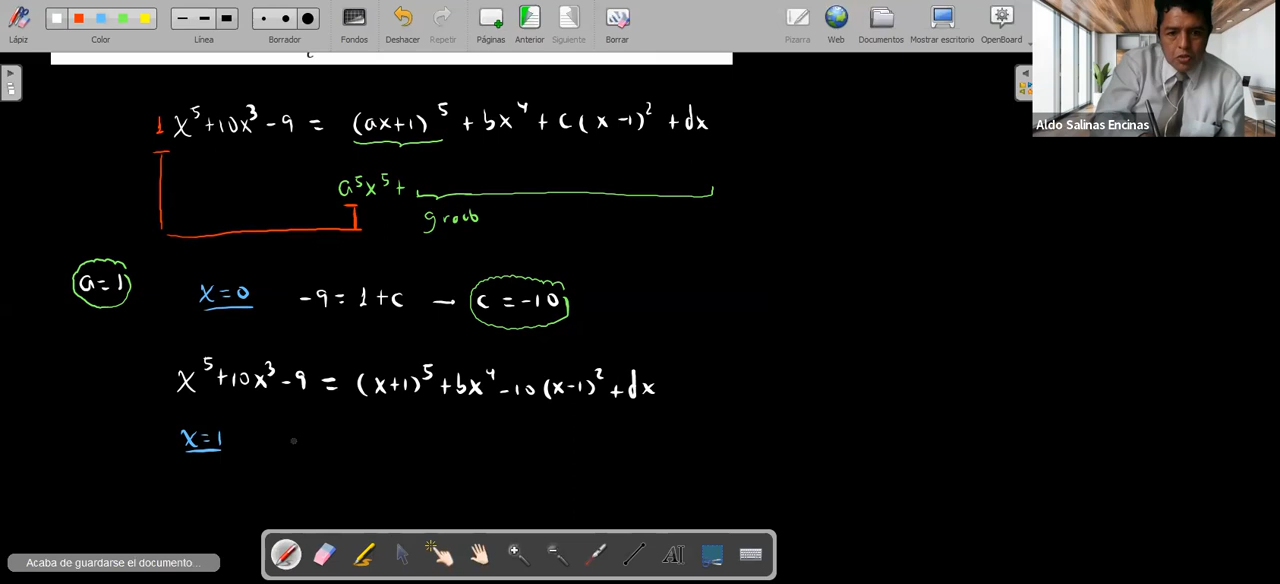 Lápiz Color Línea Borrador Fondos Deshacer Repetir Páginas Anterior Siguiente Borrar Pizarra Web Documentos Mostrar escritorio OpenBoard
Aldo Salinas Encinas
1 x⁵+10x³-9 = (ax+1)⁵ + bx⁴ + c(x-1)² + dx
a⁵x⁵+
a=1
x=0 -9=1+c → c=-10
x⁵+10x³-9 = (x+1)⁵+bx⁴-10(x-1)²+dx
x=1
AI
Acaba de guardarse el documento...